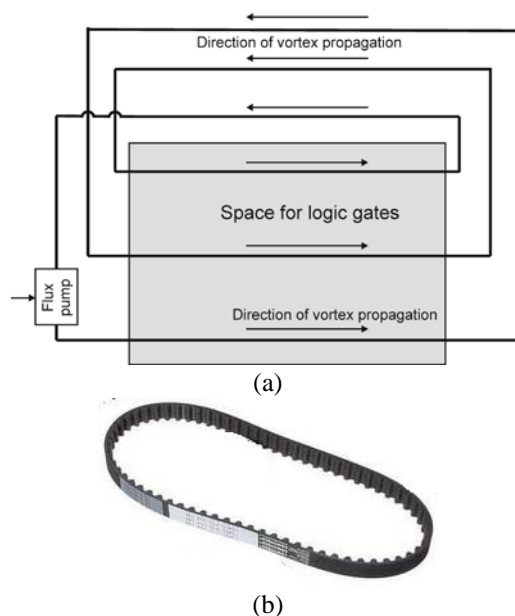 Direction of vortex propagation
Space for logic gates
Flux
pump
Direction of vortex propagation
(a)
(b)